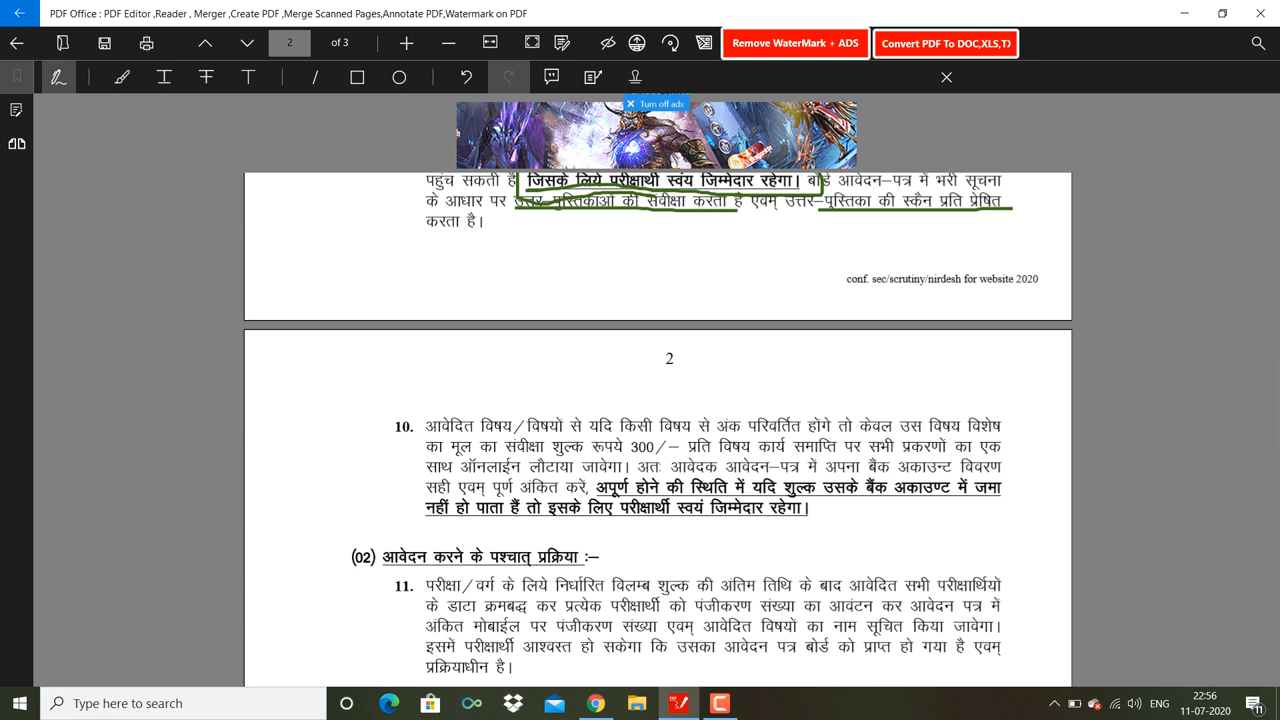 PDF Office : PDF Editor ,Reader , Merger ,Create PDF ,Merge Scanned Pages,Annotate PDF,Watermark on PDF
2 of 3 Remove WaterMark + ADS Convert PDF To DOC,XLS,TX
Turn off ads
पहुंच सकती है जिसके लिये परीक्षार्थी स्वंय जिम्मेदार रहेगा। बोर्ड आवेदन–पत्र में भरी सूचना
के आधार पर उत्तर–पुस्तिकाओं की संवीक्षा करता है एवम् उत्तर–पुस्तिका की स्कैन प्रति प्रेषित
करता है।
conf. sec/scrutiny/nirdesh for website 2020
2
10. आवेदित विषय/विषयों से यदि किसी विषय से अंक परिवर्तित होंगे तो केवल उस विषय विशेष
का मूल का संवीक्षा शुल्क रूपये 300/– प्रति विषय कार्य समाप्ति पर सभी प्रकरणों का एक
साथ ऑनलाईन लौटाया जावेगा। अतः आवेदक आवेदन–पत्र में अपना बैंक अकाउन्ट विवरण
सही एवम् पूर्ण अंकित करें, अपूर्ण होने की स्थिति में यदि शुल्क उसके बैंक अकाउण्ट में जमा
नहीं हो पाता हैं तो इसके लिए परीक्षार्थी स्वयं जिम्मेदार रहेगा।
(02) आवेदन करने के पश्चात् प्रक्रिया :–
11. परीक्षा/वर्ग के लिये निर्धारित विलम्ब शुल्क की अंतिम तिथि के बाद आवेदित सभी परीक्षार्थियों
के डाटा क्रमबद्ध कर प्रत्येक परीक्षार्थी को पंजीकरण संख्या का आवंटन कर आवेदन पत्र में
अंकित मोबाईल पर पंजीकरण संख्या एवम् आवेदित विषयों का नाम सूचित किया जावेगा।
इसमें परीक्षार्थी आश्वस्त हो सकेगा कि उसका आवेदन पत्र बोर्ड को प्राप्त हो गया है एवम्
प्रक्रियाधीन है।
Type here to search
ENG
22:56
11-07-2020
11